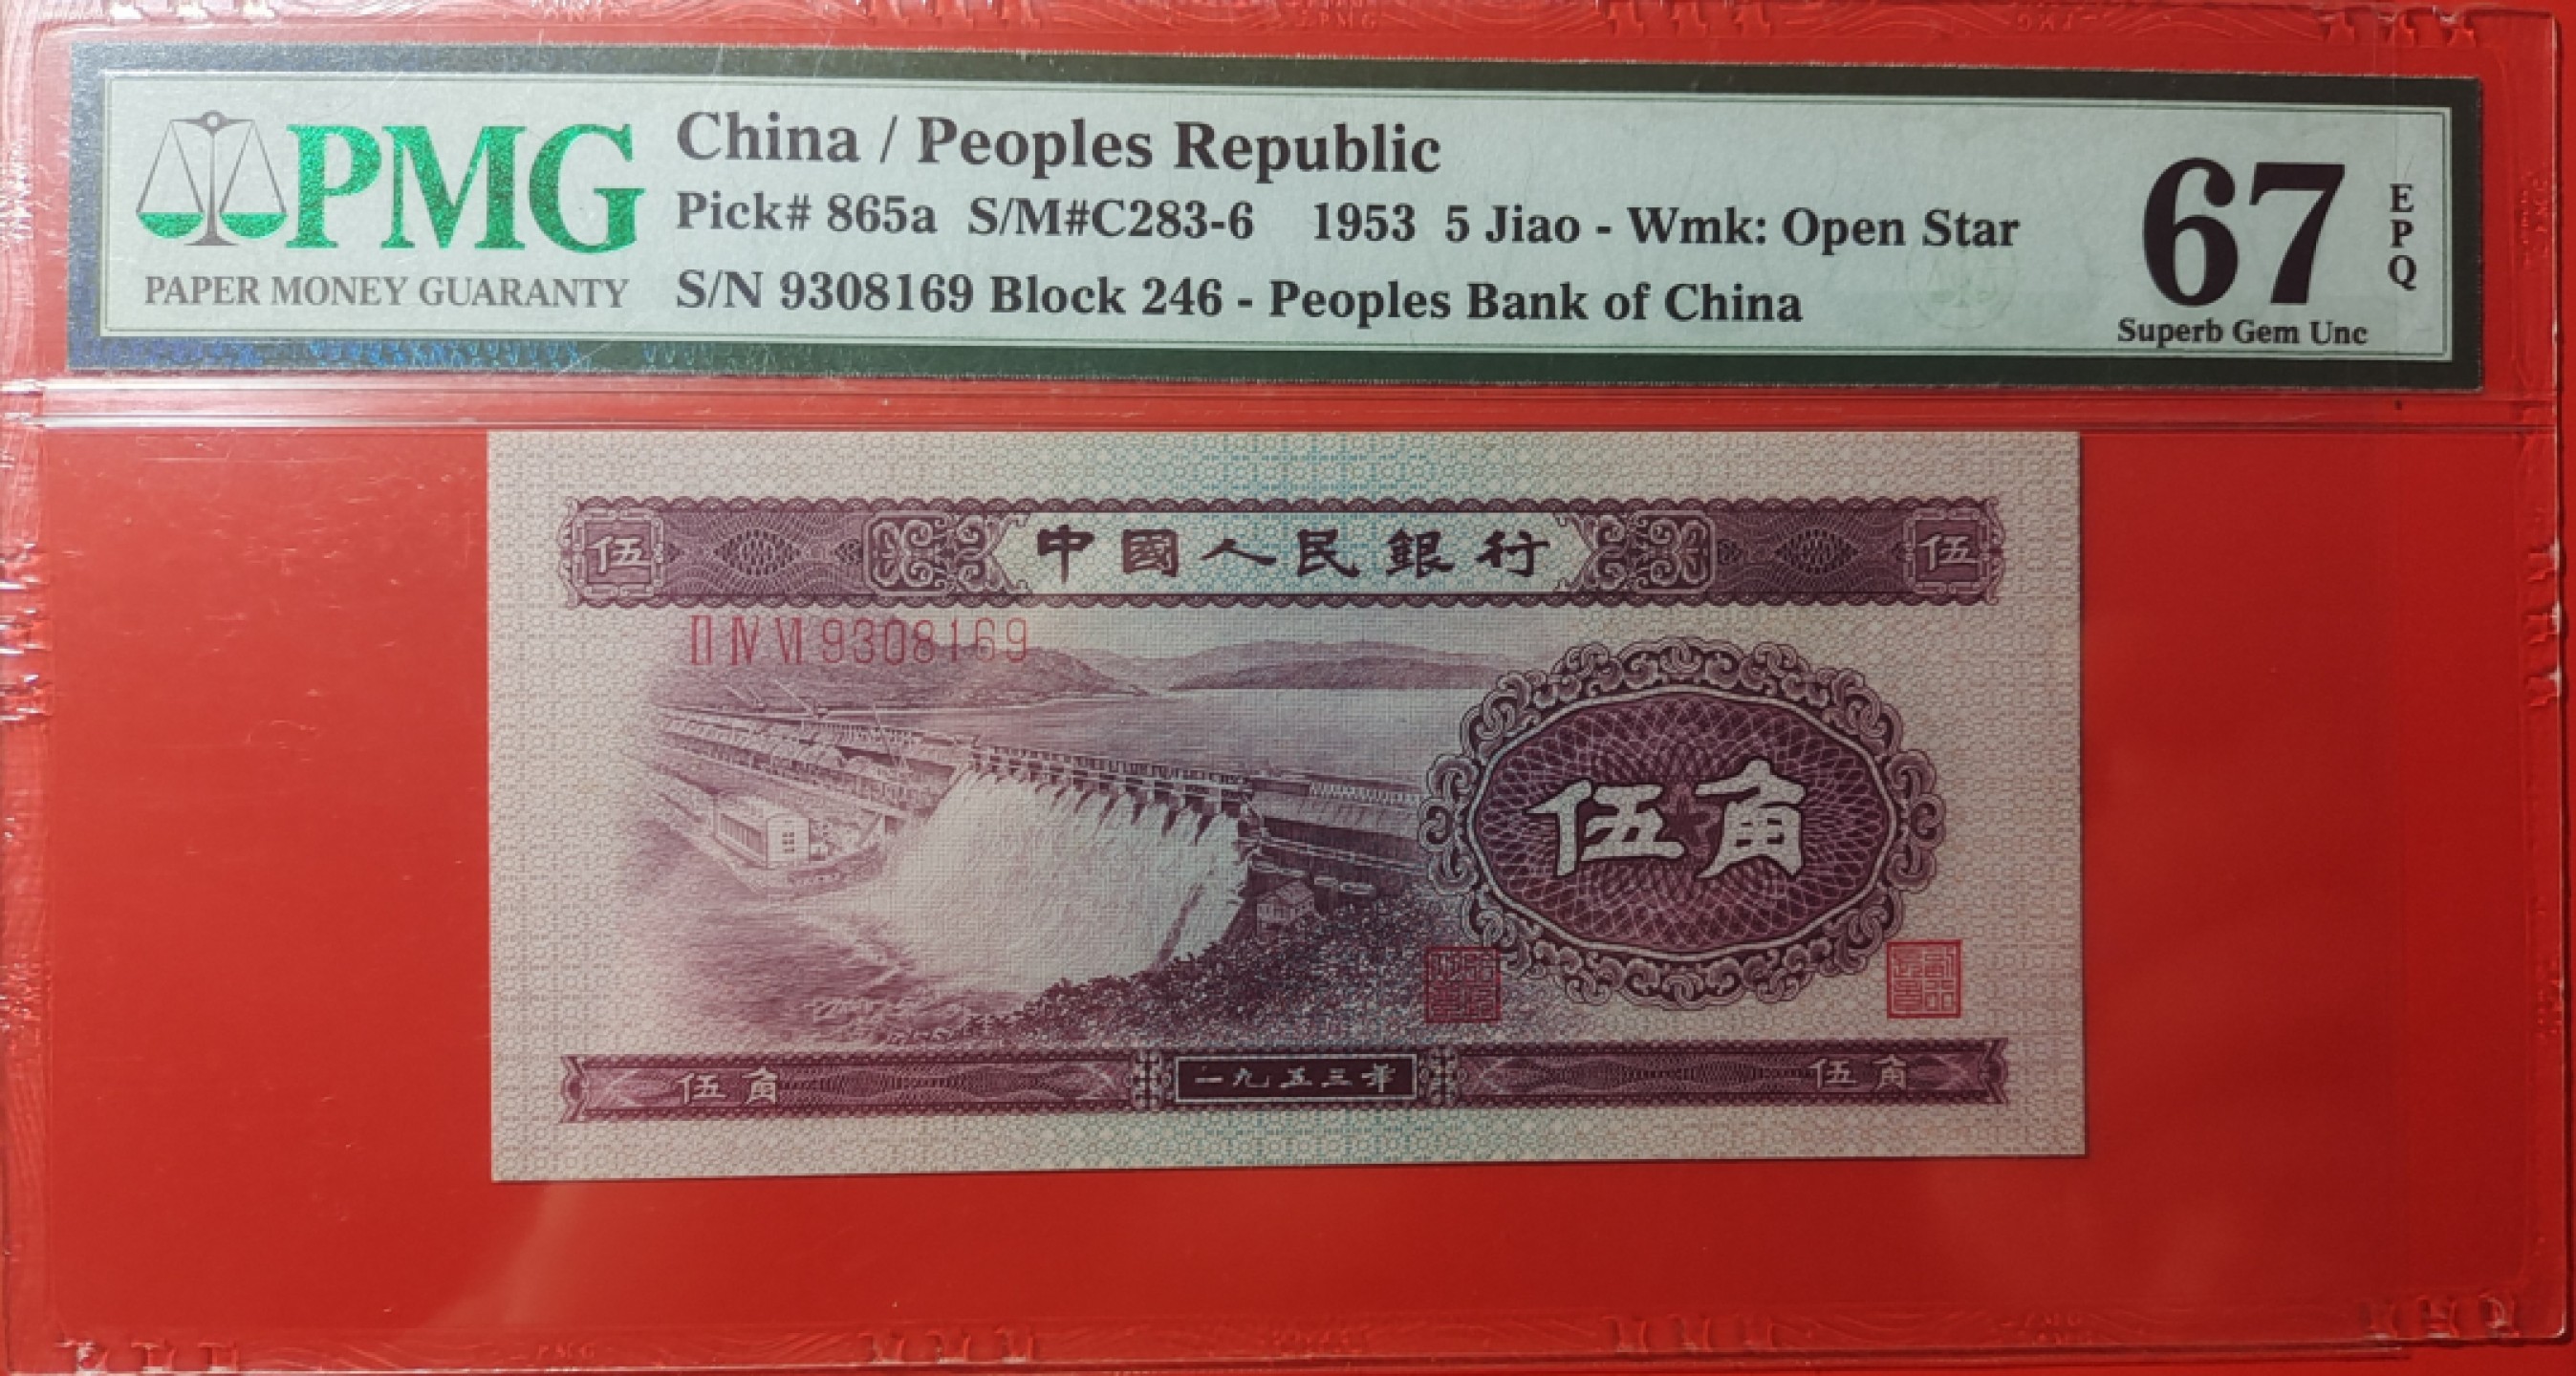 PMG
PAPER MONEY GUARANTY
China / Peoples Republic
Pick# 865a S/M#C283-6 1953 5 Jiao - Wmk: Open Star
S/N 9308169 Block 246 - Peoples Bank of China
67
EPQ
Superb Gem Unc
伍 中國人民銀行 伍
II IV VI 9308169
伍角
伍角 一九五三年 伍角